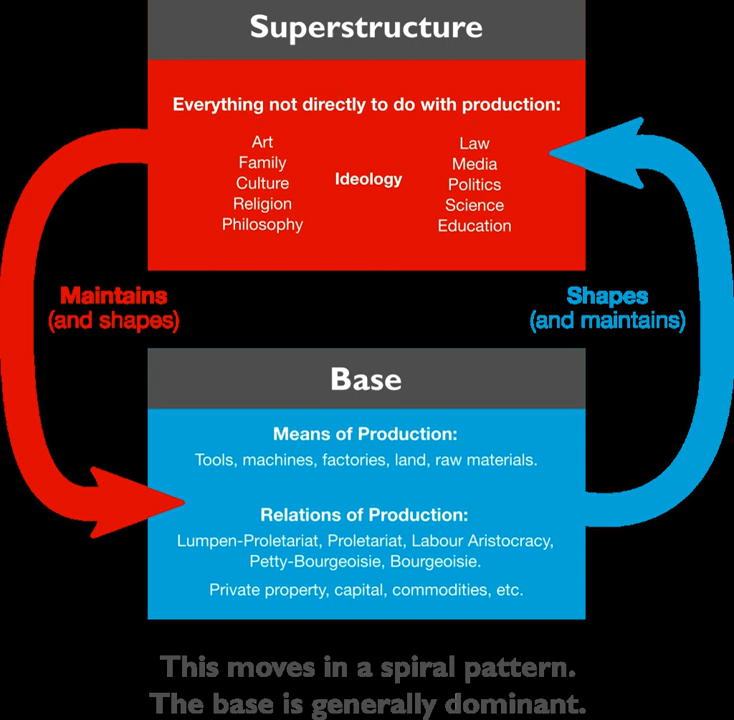 Superstructure
Everything not directly to do with production:
Art
Family
Culture
Religion
Philosophy
Ideology
Law
Media
Politics
Science
Education
Maintains
(and shapes)
Shapes
(and maintains)
Base
Means of Production:
Tools, machines, factories, land, raw materials.
Relations of Production:
Lumpen-Proletariat, Proletariat, Labour Aristocracy,
Petty-Bourgeoisie, Bourgeoisie.
Private property, capital, commodities, etc.
This moves in a spiral pattern.
The base is generally dominant.